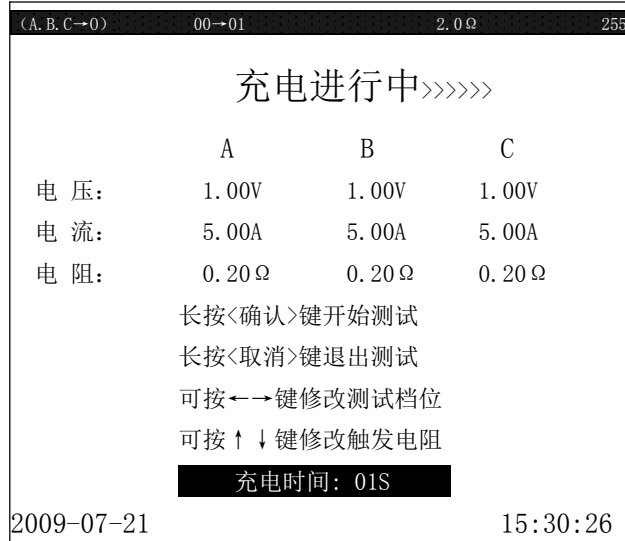 (A.B.C→0) 00→01 2.0Ω 255
充电进行中>>>>>>
A B C
电 压： 1.00V 1.00V 1.00V
电 流： 5.00A 5.00A 5.00A
电 阻： 0.20Ω 0.20Ω 0.20Ω
长按<确认>键开始测试
长按<取消>键退出测试
可按←→键修改测试档位
可按↑↓键修改触发电阻
充电时间：01S
2009-07-21 15:30:26